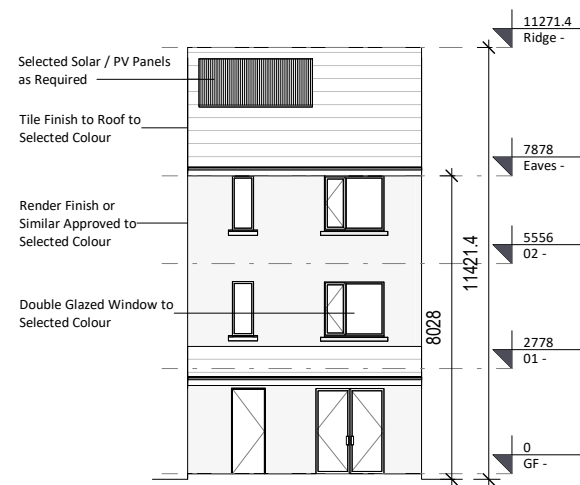 11271.4
Ridge -
Selected Solar / PV Panels
as Required
Tile Finish to Roof to
Selected Colour
7878
Eaves -
Render Finish or
Similar Approved to
Selected Colour
5556
02 -
11421.4
Double Glazed Window to
Selected Colour
8028
2778
01 -
0
GF -